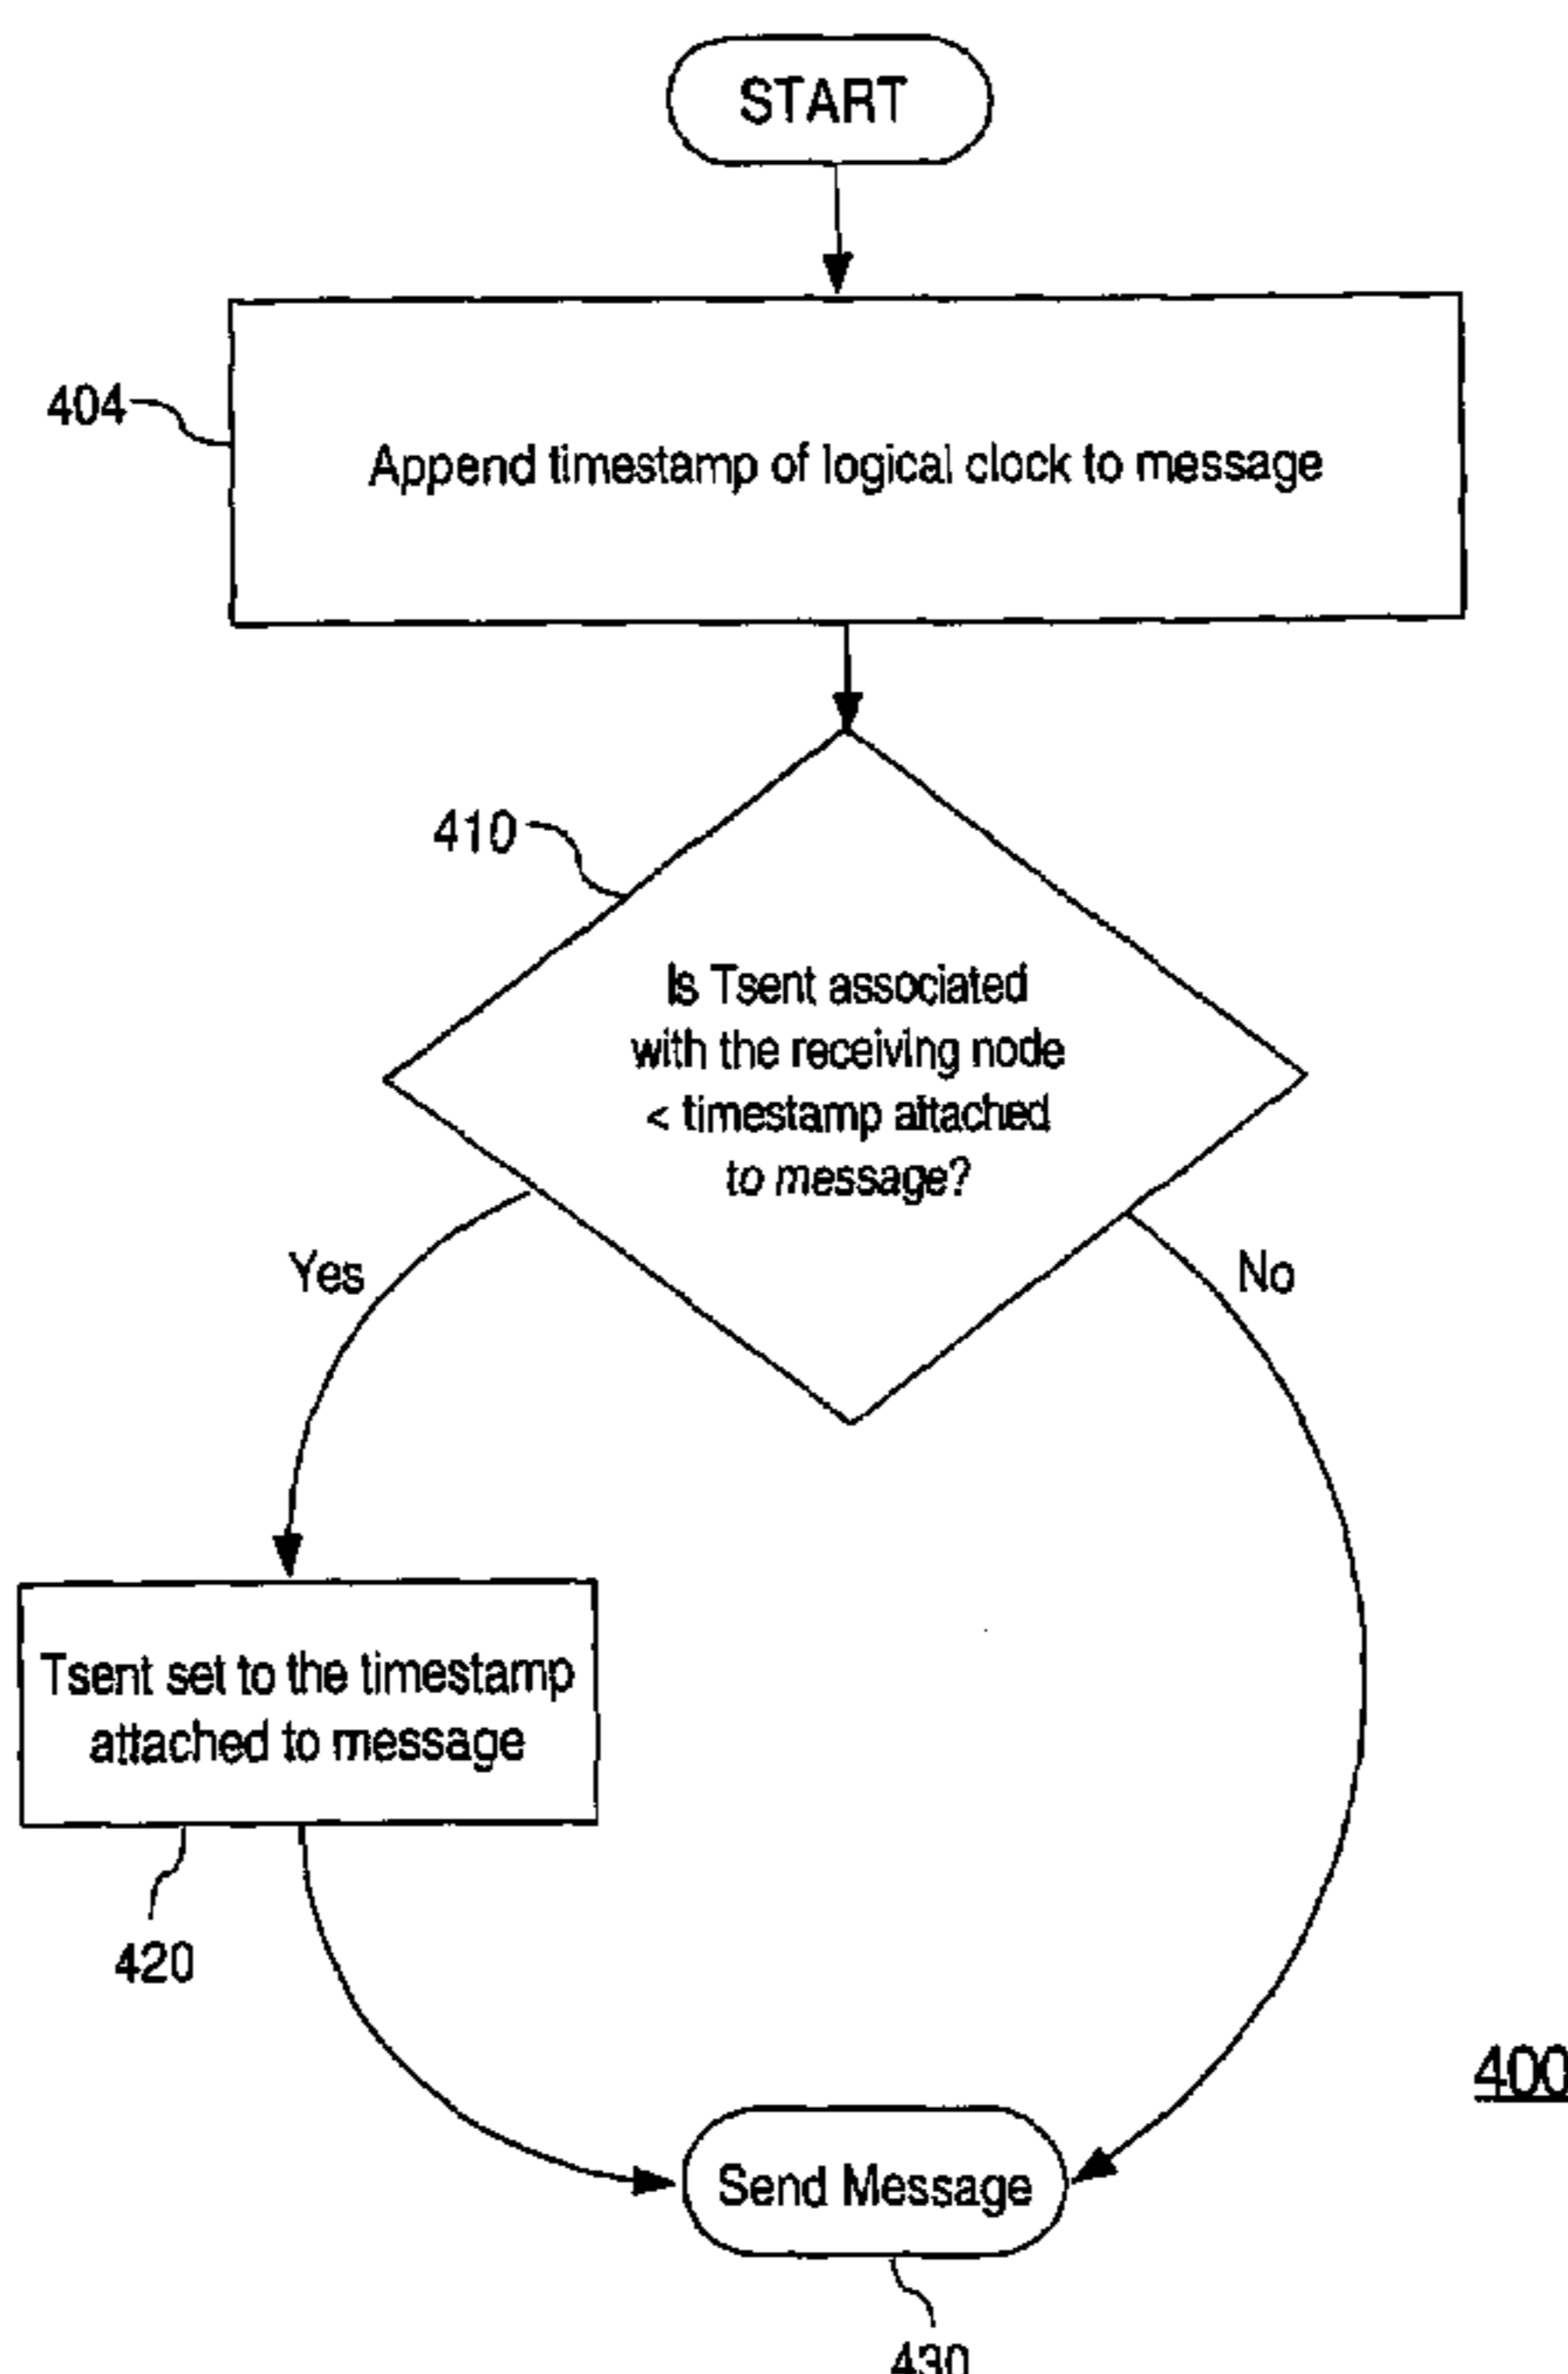 START
404
Append timestamp of logical clock to message
410
Is Tsent associated
with the receiving node
< timestamp attached
to message?
Yes
No
Tsent set to the timestamp
attached to message
420
400
Send Message
430